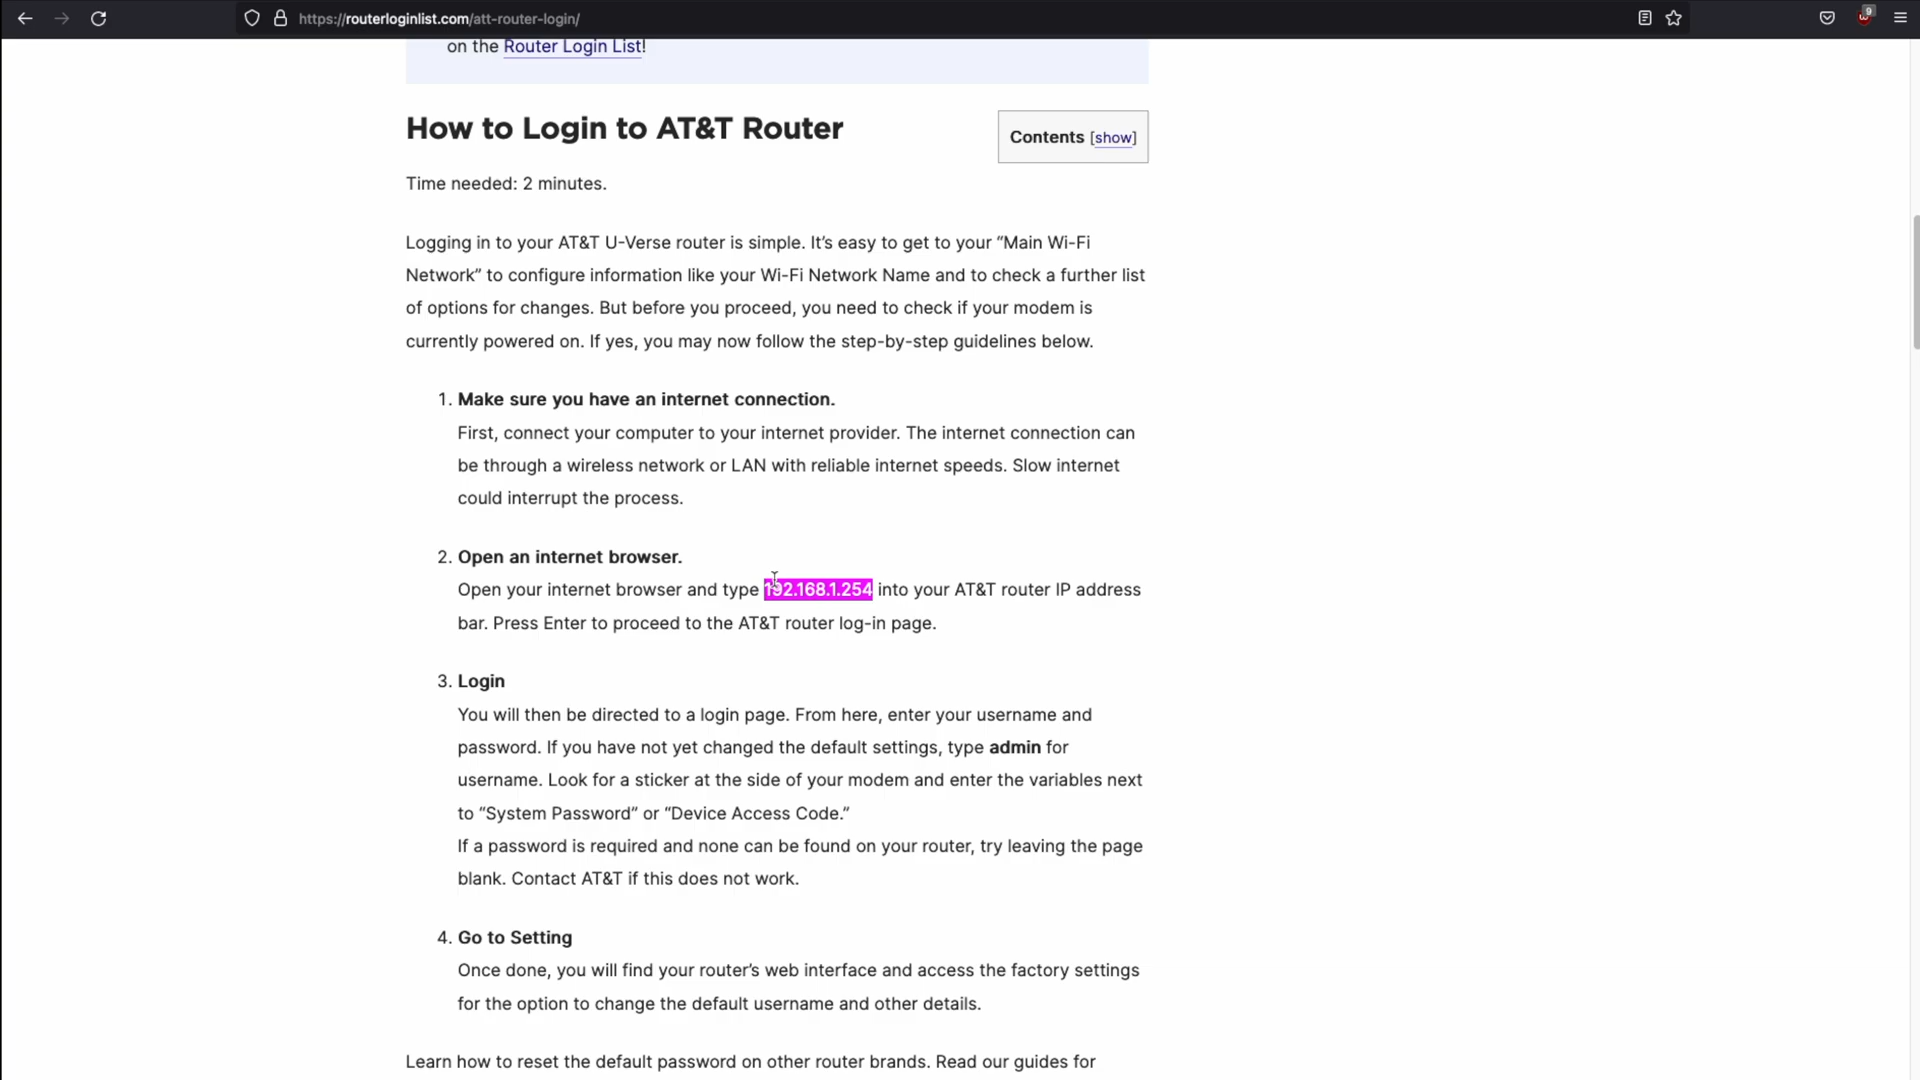 https://routerloginlist.com/att-router-login/
9
on the Router Login List!
How to Login to AT&T Router
Contents [show]
Time needed: 2 minutes.
Logging in to your AT&T U-Verse router is simple. It’s easy to get to your “Main Wi-Fi
Network” to configure information like your Wi-Fi Network Name and to check a further list
of options for changes. But before you proceed, you need to check if your modem is
currently powered on. If yes, you may now follow the step-by-step guidelines below.
1. Make sure you have an internet connection.
First, connect your computer to your internet provider. The internet connection can
be through a wireless network or LAN with reliable internet speeds. Slow internet
could interrupt the process.
2. Open an internet browser.
Open your internet browser and type 192.168.1.254 into your AT&T router IP address
bar. Press Enter to proceed to the AT&T router log-in page.
3. Login
You will then be directed to a login page. From here, enter your username and
password. If you have not yet changed the default settings, type admin for
username. Look for a sticker at the side of your modem and enter the variables next
to “System Password” or “Device Access Code.”
If a password is required and none can be found on your router, try leaving the page
blank. Contact AT&T if this does not work.
4. Go to Setting
Once done, you will find your router’s web interface and access the factory settings
for the option to change the default username and other details.
Learn how to reset the default password on other router brands. Read our guides for